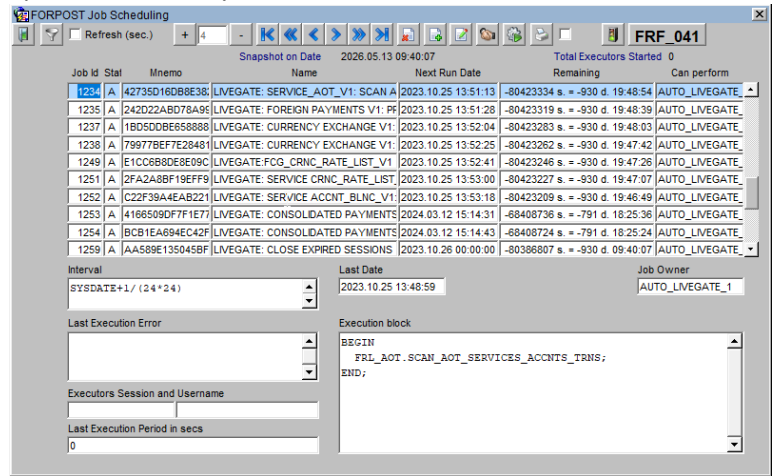 FORPOST Job Scheduling
Refresh (sec.) + 4 - FRF_041
Snapshot on Date 2026.05.13 09:40:07 Total Executors Started 0
Job Id Stat Mnemo Name Next Run Date Remaining Can perform
1234 A 42735D16DB8E38: LIVEGATE: SERVICE_AOT_V1: SCAN A 2023.10.25 13:51:13 -80423334 s. = -930 d. 19:48:54 AUTO_LIVEGATE_
1235 A 242D22ABD78A99 LIVEGATE: FOREIGN PAYMENTS V1: PF 2023.10.25 13:51:28 -80423319 s. = -930 d. 19:48:39 AUTO_LIVEGATE_
1237 A 1BD5DDBE658888 LIVEGATE: CURRENCY EXCHANGE V1: 2023.10.25 13:52:04 -80423283 s. = -930 d. 19:48:03 AUTO_LIVEGATE_
1238 A 79977BEF7E28481 LIVEGATE: CURRENCY EXCHANGE V1: 2023.10.25 13:52:25 -80423262 s. = -930 d. 19:47:42 AUTO_LIVEGATE_
1249 A E1CC6B8DE8E09C LIVEGATE:FCG_CRNC_RATE_LIST_V1 2023.10.25 13:52:41 -80423246 s. = -930 d. 19:47:26 AUTO_LIVEGATE_
1251 A 2FA2A8BF19EFF9 LIVEGATE: SERVICE CRNC_RATE_LIST_ 2023.10.25 13:53:00 -80423227 s. = -930 d. 19:47:07 AUTO_LIVEGATE_
1252 A C22F39A4EAB221 LIVEGATE: SERVICE ACCNT_BLNC_V1: 2023.10.25 13:53:18 -80423209 s. = -930 d. 19:46:49 AUTO_LIVEGATE_
1253 A 4166509DF7F1E77 LIVEGATE: CONSOLIDATED PAYMENTS 2024.03.12 15:14:31 -68408736 s. = -791 d. 18:25:36 AUTO_LIVEGATE_
1254 A BCB1EA694EC42F LIVEGATE: CONSOLIDATED PAYMENTS 2024.03.12 15:14:43 -68408724 s. = -791 d. 18:25:24 AUTO_LIVEGATE_
1259 A AA589E135045BF LIVEGATE: CLOSE EXPIRED SESSIONS 2023.10.26 00:00:00 -80386807 s. = -930 d. 09:40:07 AUTO_LIVEGATE_
Interval Last Date Job Owner
SYSDATE+1/(24*24) 2023.10.25 13:48:59 AUTO_LIVEGATE_1
Last Execution Error Execution block
BEGIN
FRL_AOT.SCAN_AOT_SERVICES_ACCNTS_TRNS;
END;
Executors Session and Username
Last Execution Period in secs
0